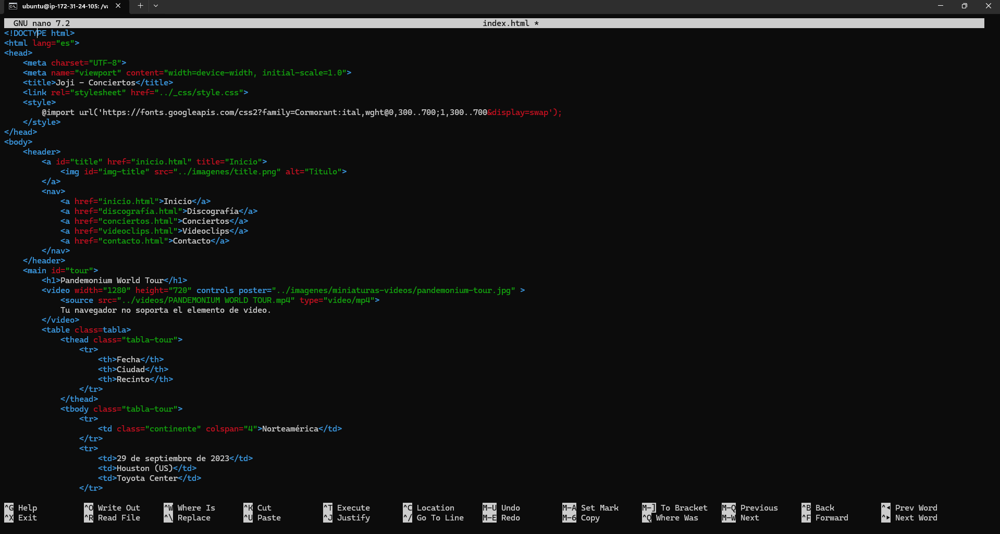 ubuntu@ip-172-31-24-105: /va
GNU nano 7.2 index.html *
<!DOCTYPE html>
<html lang="es">
<head>
    <meta charset="UTF-8">
    <meta name="viewport" content="width=device-width, initial-scale=1.0">
    <title>Joji - Conciertos</title>
    <link rel="stylesheet" href="../_css/style.css">
    <style>
        @import url('https://fonts.googleapis.com/css2?family=Cormorant:ital,wght@0,300..700;1,300..700&display=swap');
    </style>
</head>
<body>
    <header>
        <a id="title" href="inicio.html" title="Inicio">
            <img id="img-title" src="../imagenes/title.png" alt="Titulo">
        </a>
        <nav>
            <a href="inicio.html">Inicio</a>
            <a href="discografía.html">Discografía</a>
            <a href="conciertos.html">Conciertos</a>
            <a href="videoclips.html">Videoclips</a>
            <a href="contacto.html">Contacto</a>
        </nav>
    </header>
    <main id="tour">
        <h1>Pandemonium World Tour</h1>
        <video width="1280" height="720" controls poster="../imagenes/miniaturas-videos/pandemonium-tour.jpg" >
            <source src="../videos/PANDEMONIUM WORLD TOUR.mp4" type="video/mp4">
            Tu navegador no soporta el elemento de video.
        </video>
        <table class=tabla>
            <thead class="tabla-tour">
                <tr>
                    <th>Fecha</th>
                    <th>Ciudad</th>
                    <th>Recinto</th>
                </tr>
            </thead>
            <tbody class="tabla-tour">
                <tr>
                    <td class="continente" colspan="4">Norteamérica</td>
                </tr>
                <tr>
                    <td>29 de septiembre de 2023</td>
                    <td>Houston (US)</td>
                    <td>Toyota Center</td>
                </tr>
^G Help ^O Write Out ^W Where Is ^K Cut ^T Execute ^C Location M-U Undo M-A Set Mark M-] To Bracket M-Q Previous ^B Back ^◂ Prev Word
^X Exit ^R Read File ^\ Replace ^U Paste ^J Justify ^/ Go To Line M-E Redo M-6 Copy ^Q Where Was M-W Next ^F Forward ^▸ Next Word